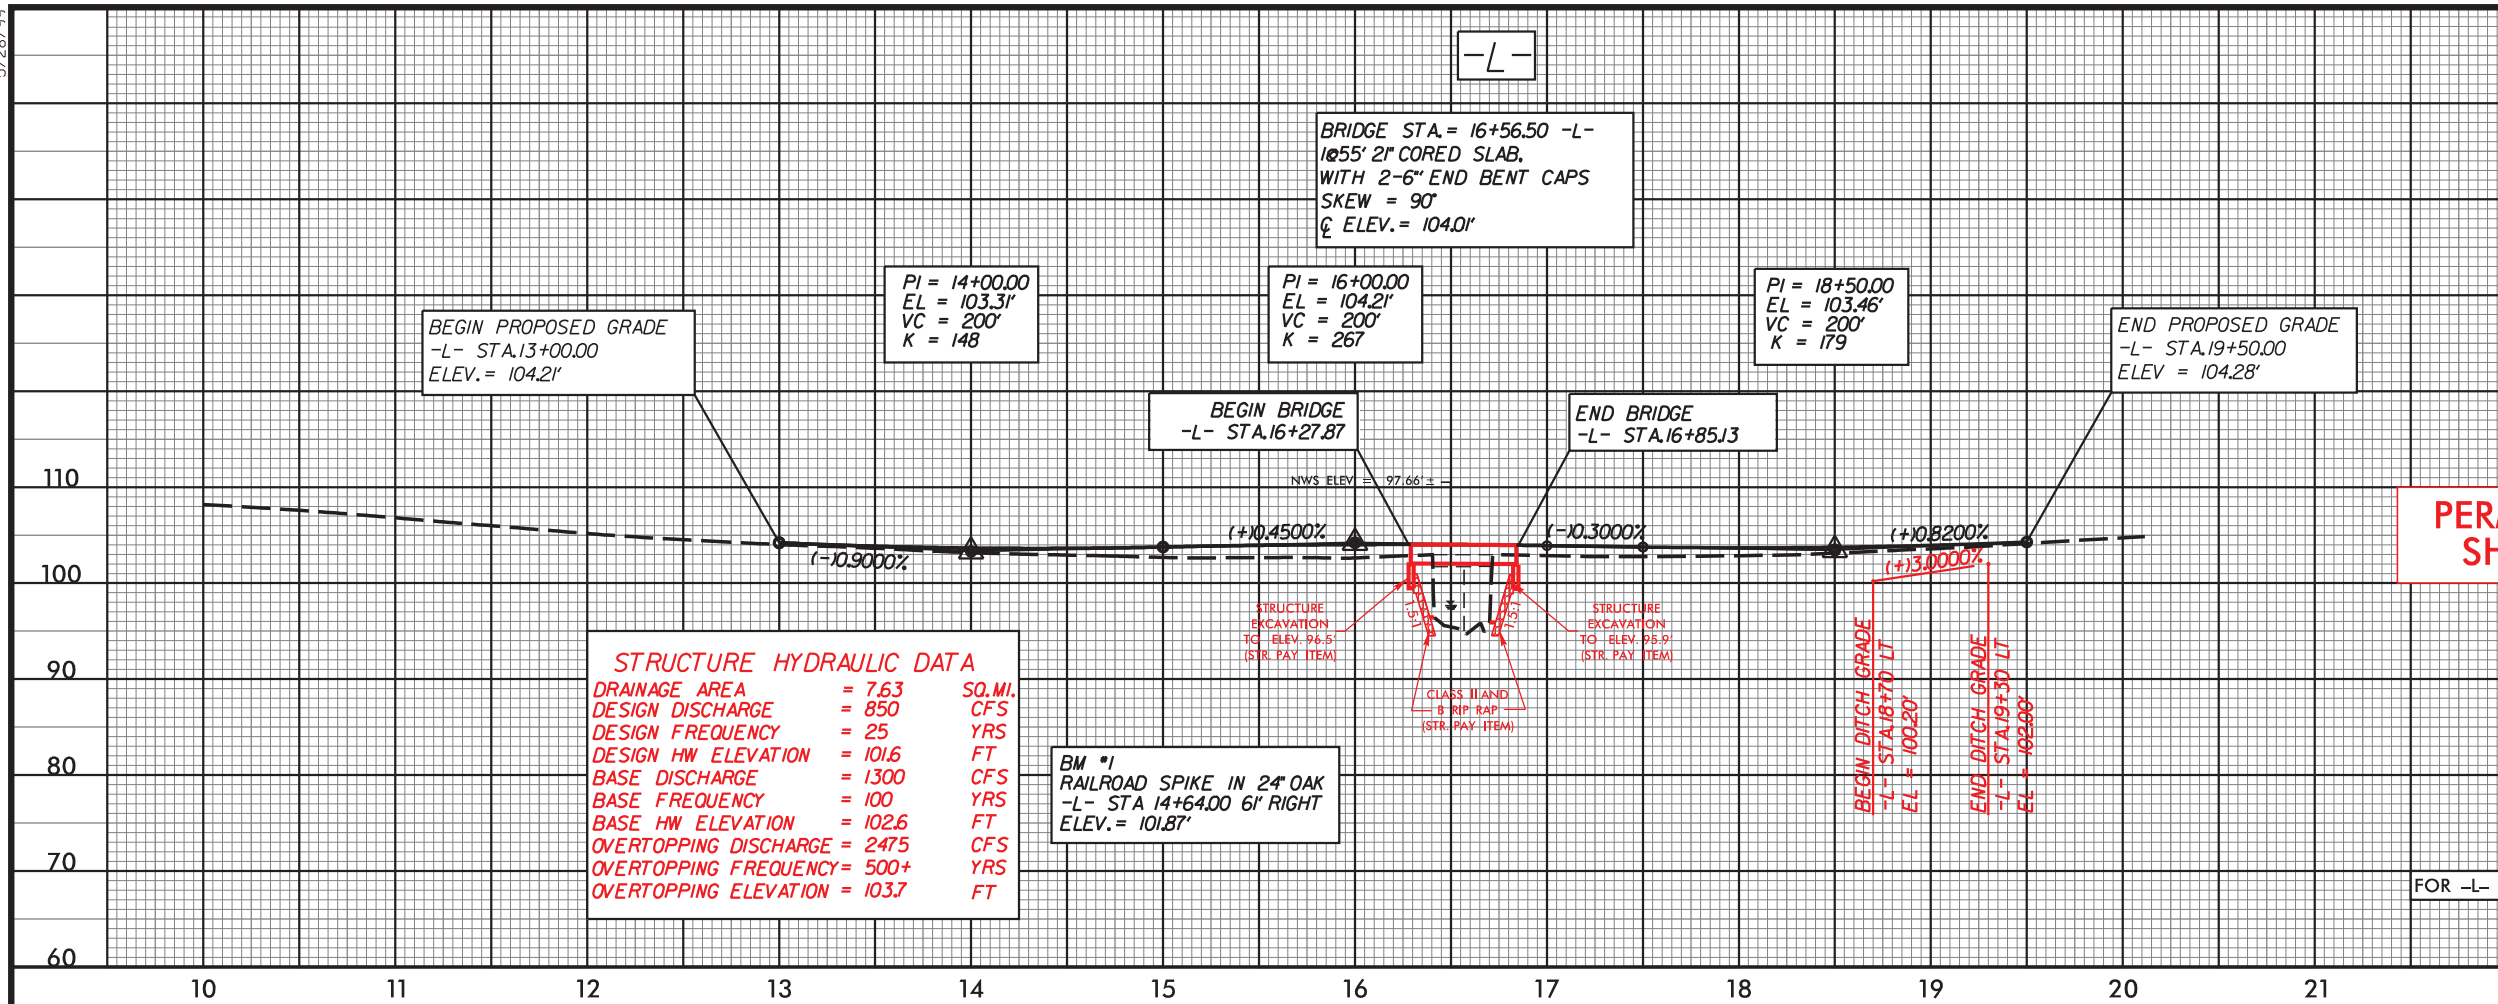 -L-
BRIDGE STA.= 16+56.50 -L-
1@55' 21" CORED SLAB,
WITH 2-6" END BENT CAPS
SKEW = 90°
℄ ELEV.= 104.01'
PI = 14+00.00
EL = 103.31'
VC = 200'
K = 148
PI = 16+00.00
EL = 104.21'
VC = 200'
K = 267
PI = 18+50.00
EL = 103.46'
VC = 200'
K = 179
BEGIN PROPOSED GRADE
-L- STA.13+00.00
ELEV.= 104.21'
END PROPOSED GRADE
-L- STA.19+50.00
ELEV = 104.28'
BEGIN BRIDGE
-L- STA.16+27.87
END BRIDGE
-L- STA.16+85.13
NWS ELEV = 97.66'±
(-)0.9000%
(+)0.4500%
(-)0.3000%
(+)0.8200%
(+)3.0000%
110
100
90
80
70
60
STRUCTURE
EXCAVATION
TO ELEV. 96.5'
(STR. PAY ITEM)
1.5:1
1.5:1
STRUCTURE
EXCAVATION
TO ELEV. 95.9'
(STR. PAY ITEM)
CLASS II AND
B RIP RAP
(STR. PAY ITEM)
BEGIN DITCH GRADE
-L- STA.18+70 LT
EL = 100.20'
END DITCH GRADE
-L- STA.19+30 LT
EL = 102.00'
STRUCTURE HYDRAULIC DATA
DRAINAGE AREA = 7.63 SQ.MI.
DESIGN DISCHARGE = 850 CFS
DESIGN FREQUENCY = 25 YRS
DESIGN HW ELEVATION = 101.6 FT
BASE DISCHARGE = 1300 CFS
BASE FREQUENCY = 100 YRS
BASE HW ELEVATION = 102.6 FT
OVERTOPPING DISCHARGE = 2475 CFS
OVERTOPPING FREQUENCY= 500+ YRS
OVERTOPPING ELEVATION = 103.7 FT
BM #1
RAILROAD SPIKE IN 24" OAK
-L- STA 14+64.00 61' RIGHT
ELEV.= 101.87'
FOR -L-
10 11 12 13 14 15 16 17 18 19 20 21